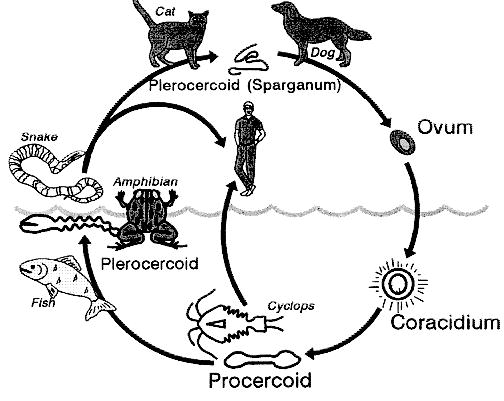 Cat
Dog
Plerocercoid (Sparganum)
Ovum
Snake
Amphibian
Plerocercoid
Fish
Cyclops
Coracidium
Procercoid